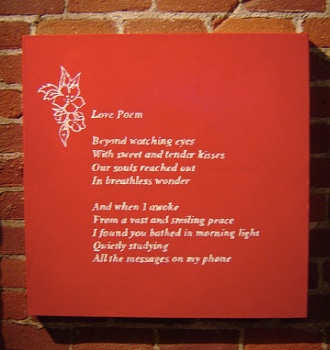 Love Poem
Beyond watching eyes
With sweet and tender kisses
Our souls reached out
In breathless wonder
And when I awoke
From a vast and smiling peace
I found you bathed in morning light
Quietly studying
All the messages on my phone